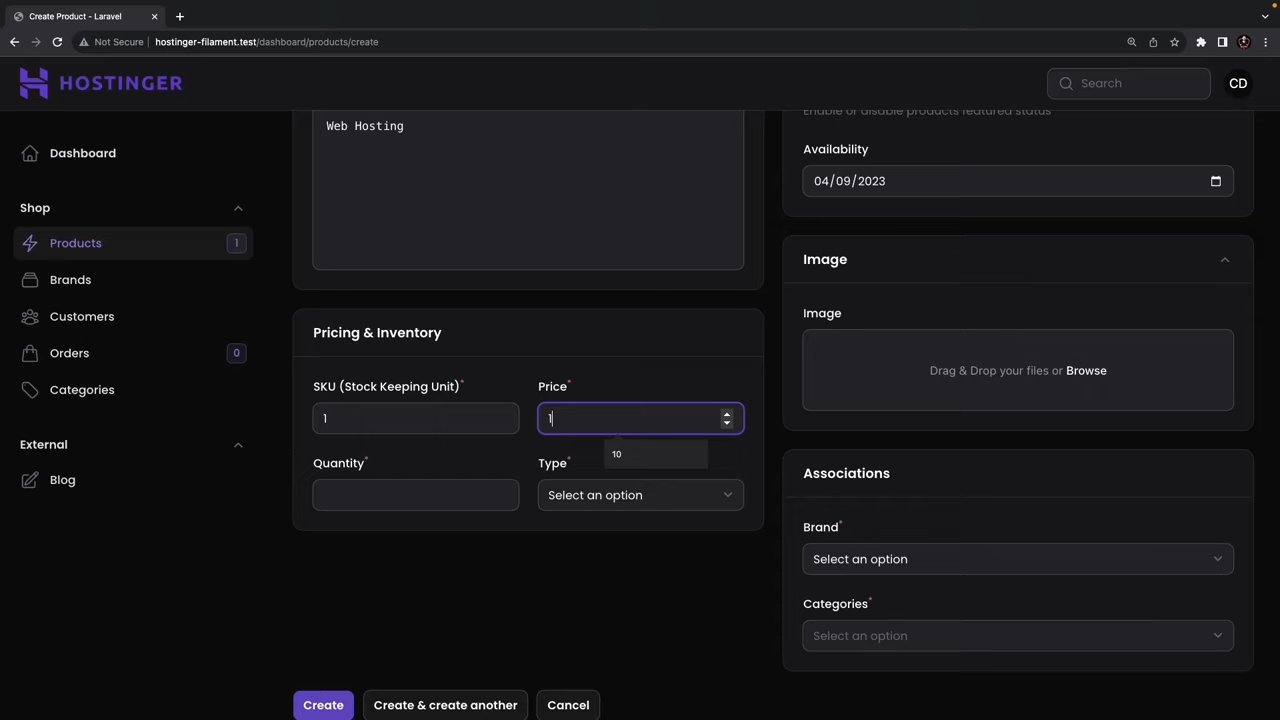 Create Product - Laravel
Not Secure
hostinger-filament.test/dashboard/products/create
HOSTINGER
Search
CD
Dashboard
Shop
Products
1
Brands
Customers
Orders
0
Categories
External
Blog
Web Hosting
Pricing & Inventory
SKU (Stock Keeping Unit)*
Price*
1
1
10
Quantity*
Type*
Select an option
Enable or disable products featured status
Availability
04/09/2023
Image
Image
Drag & Drop your files or Browse
Associations
Brand*
Select an option
Categories*
Select an option
Create
Create & create another
Cancel